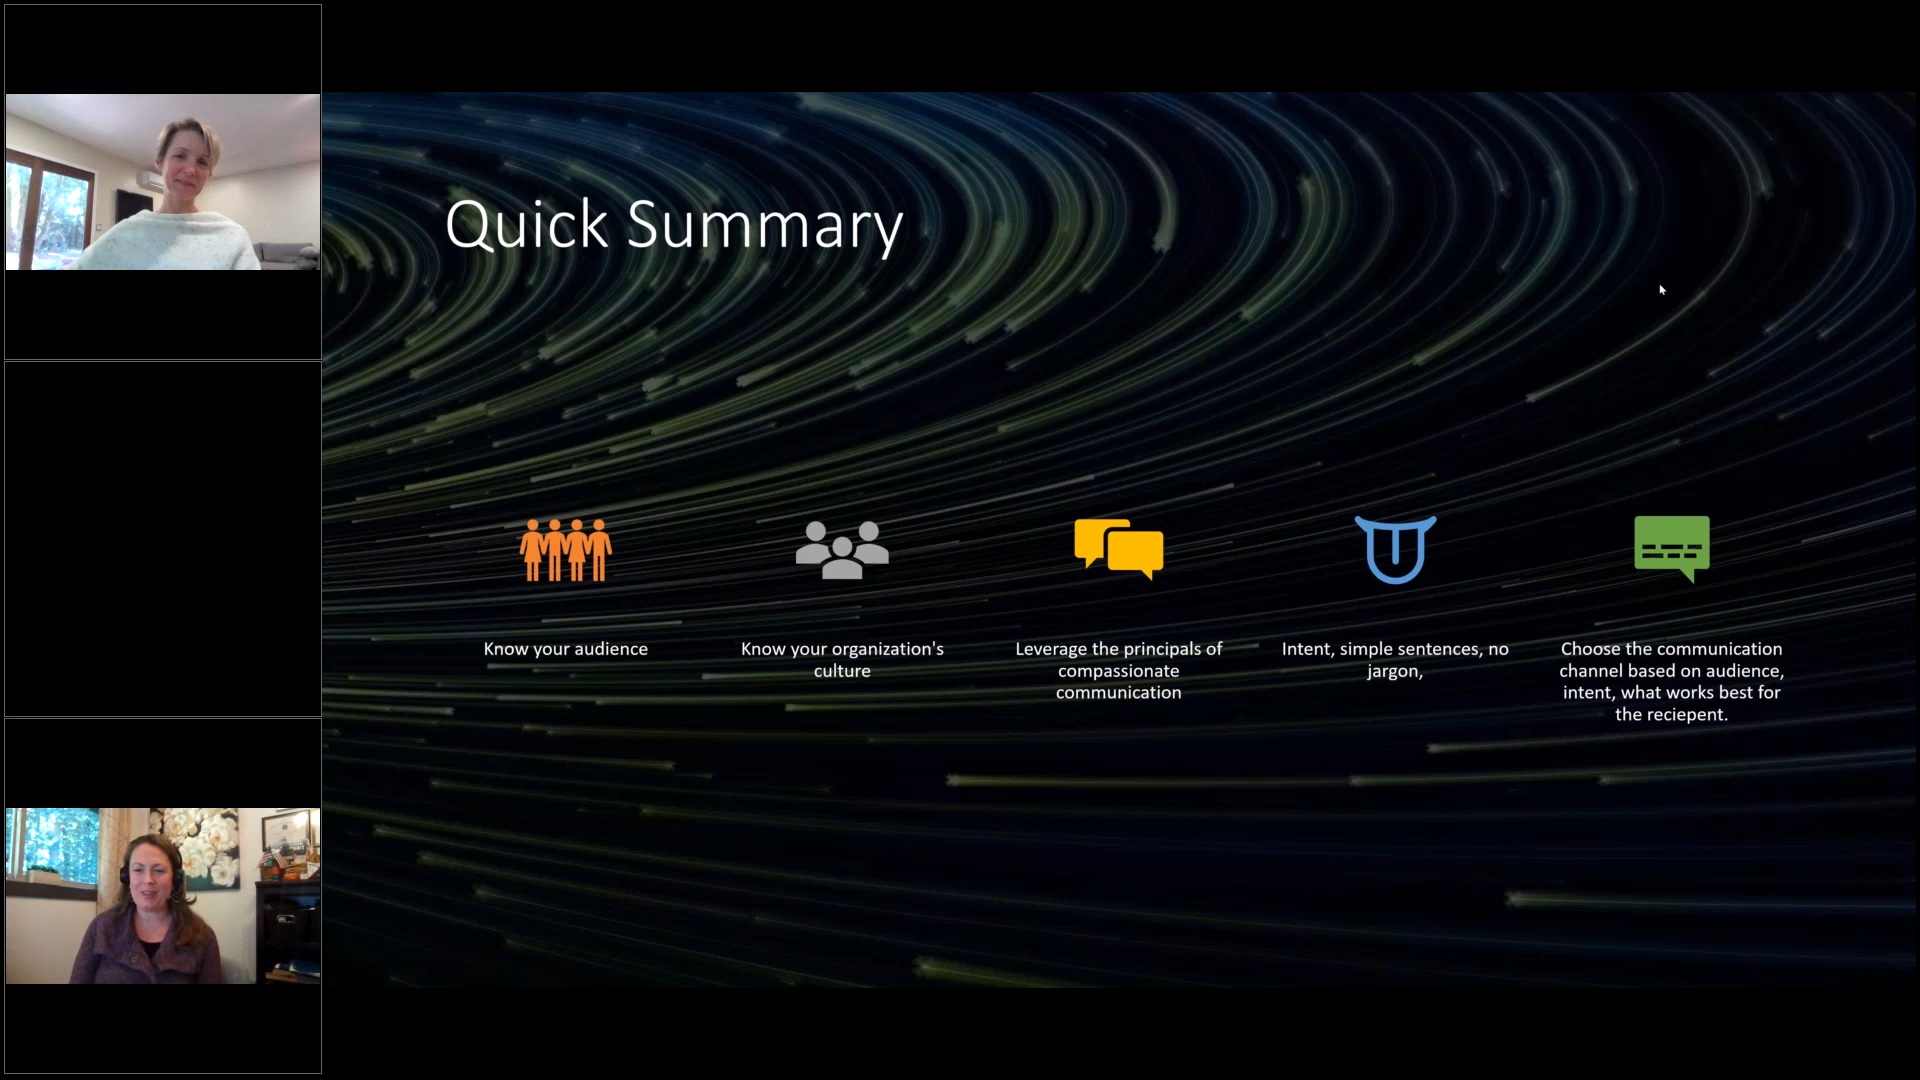 Quick Summary
Know your audience
Know your organization's
culture
Leverage the principals of
compassionate
communication
Intent, simple sentences, no
jargon,
Choose the communication
channel based on audience,
intent, what works best for
the reciepent.